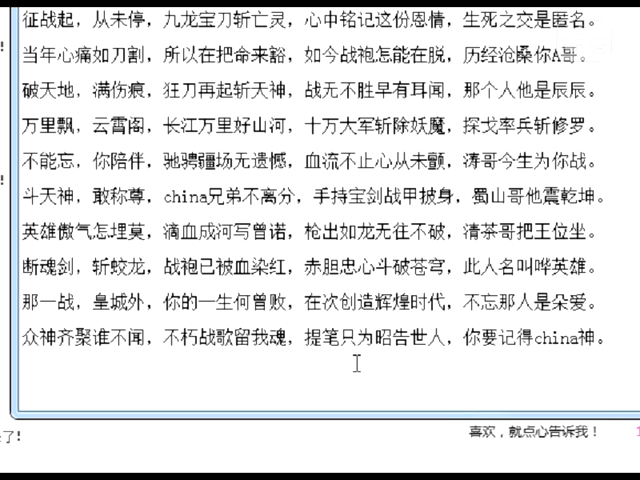 征战起，从未停，九龙宝刀斩亡灵，心中铭记这份恩情，生死之交是匿名。
当年心痛如刀割，所以在把命来豁，如今战袍怎能在脱，历经沧桑你A哥。
破天地，满伤痕，狂刀再起斩天神，战无不胜早有耳闻，那个人他是辰辰。
万里飘，云霄阁，长江万里好山河，十万大军斩除妖魔，探戈率兵斩修罗。
不能忘，你陪伴，驰骋疆场无遗憾，血流不止心从未颤，涛哥今生为你战。
斗天神，敢称尊，china兄弟不离分，手持宝剑战甲披身，蜀山哥他震乾坤。
英雄傲气怎埋莫，滴血成河写曾诺，枪出如龙无往不破，清茶哥把王位坐。
断魂剑，斩蛟龙，战袍已被血染红，赤胆忠心斗破苍穹，此人名叫哗英雄。
那一战，皇城外，你的一生何曾败，在次创造辉煌时代，不忘那人是朵爱。
众神齐聚谁不闻，不朽战歌留我魂，提笔只为昭告世人，你要记得china神。
了!
喜欢，就点心告诉我！